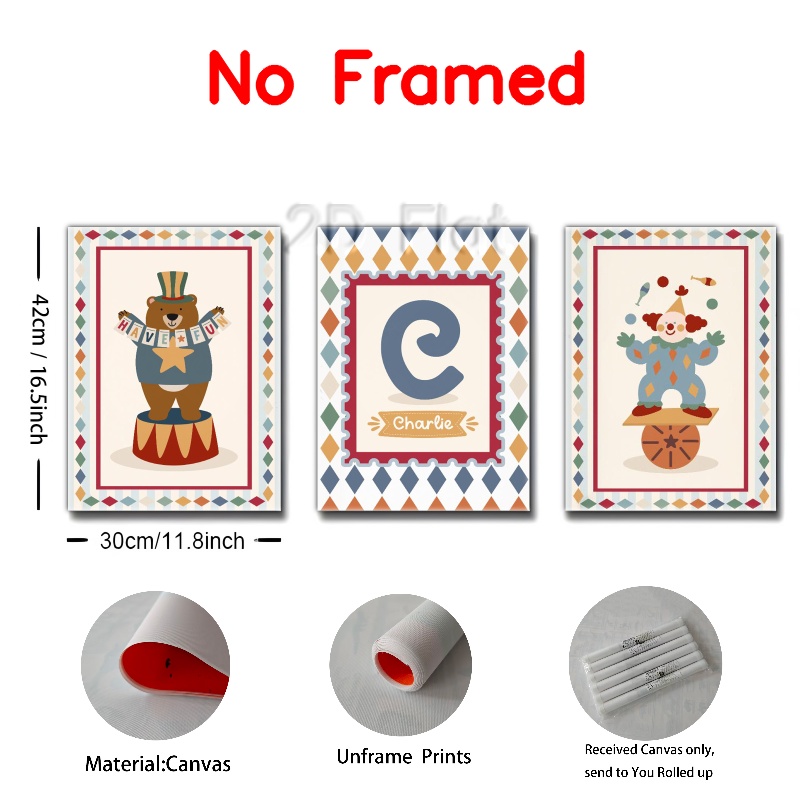 No Framed
2D Flat
42cm / 16.5inch
HAVE FUN
C
Charlie
30cm/11.8inch
Material:Canvas
Unframe Prints
Received Canvas only,
send to You Rolled up